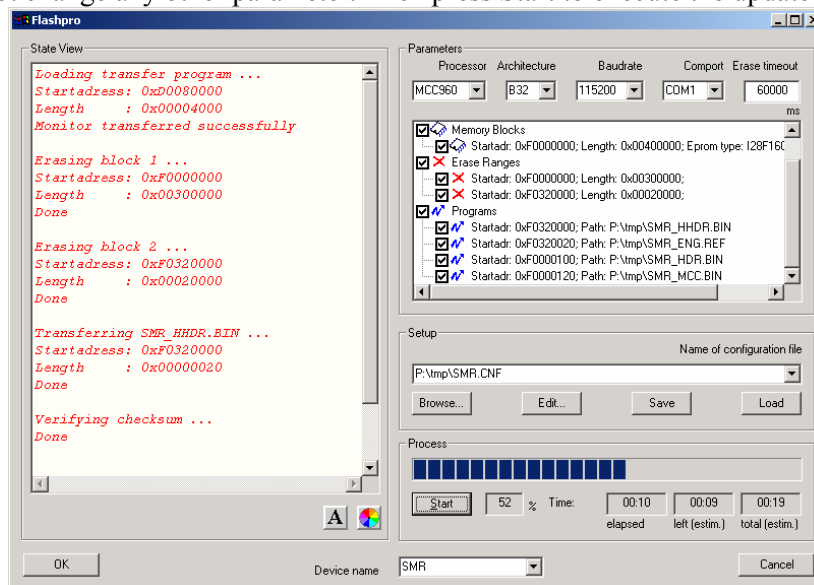 Flashpro
State View
Loading transfer program ...
Startadress: 0xD0080000
Length : 0x00004000
Monitor transferred successfully
Erasing block 1 ...
Startadress: 0xF0000000
Length : 0x00300000
Done
Erasing block 2 ...
Startadress: 0xF0320000
Length : 0x00020000
Done
Transferring SMR_HHDR.BIN ...
Startadress: 0xF0320000
Length : 0x00000020
Done
Verifying checksum ...
Done
A
Parameters
Processor Architecture Baudrate Comport Erase timeout
MCC960 B32 115200 COM1 60000
ms
Memory Blocks
Startadr: 0xF0000000; Length: 0x00400000; Eprom type: I28F160
Erase Ranges
Startadr: 0xF0000000; Length: 0x00300000;
Startadr: 0xF0320000; Length: 0x00020000;
Programs
Startadr: 0xF0320000; Path: P:\tmp\SMR_HHDR.BIN
Startadr: 0xF0320020; Path: P:\tmp\SMR_ENG.REF
Startadr: 0xF0000100; Path: P:\tmp\SMR_HDR.BIN
Startadr: 0xF0000120; Path: P:\tmp\SMR_MCC.BIN
Setup
Name of configuration file
P:\tmp\SMR.CNF
Browse... Edit... Save Load
Process
Start 52 % Time: 00:10 00:09 00:19
elapsed left (estim.) total (estim.)
OK Device name SMR Cancel